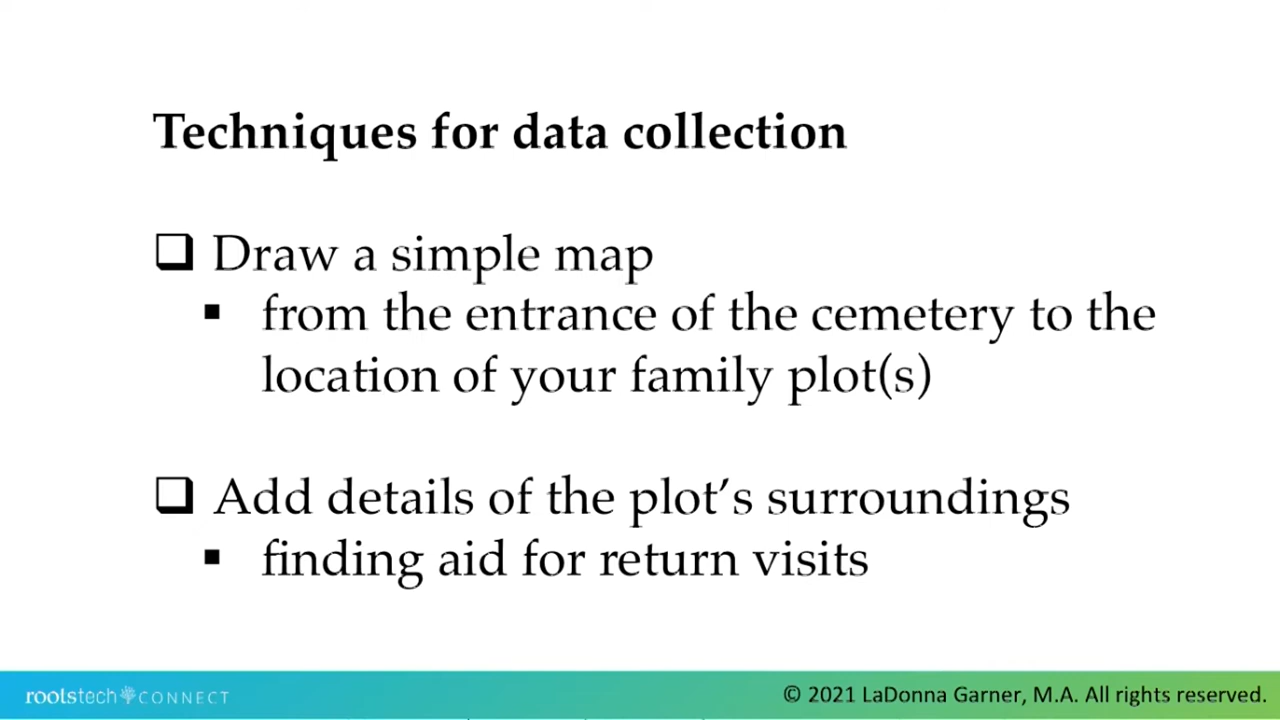 Techniques for data collection
❑ Draw a simple map
▪ from the entrance of the cemetery to the
location of your family plot(s)
❑ Add details of the plot’s surroundings
▪ finding aid for return visits
rootstech CONNECT
© 2021 LaDonna Garner, M.A. All rights reserved.